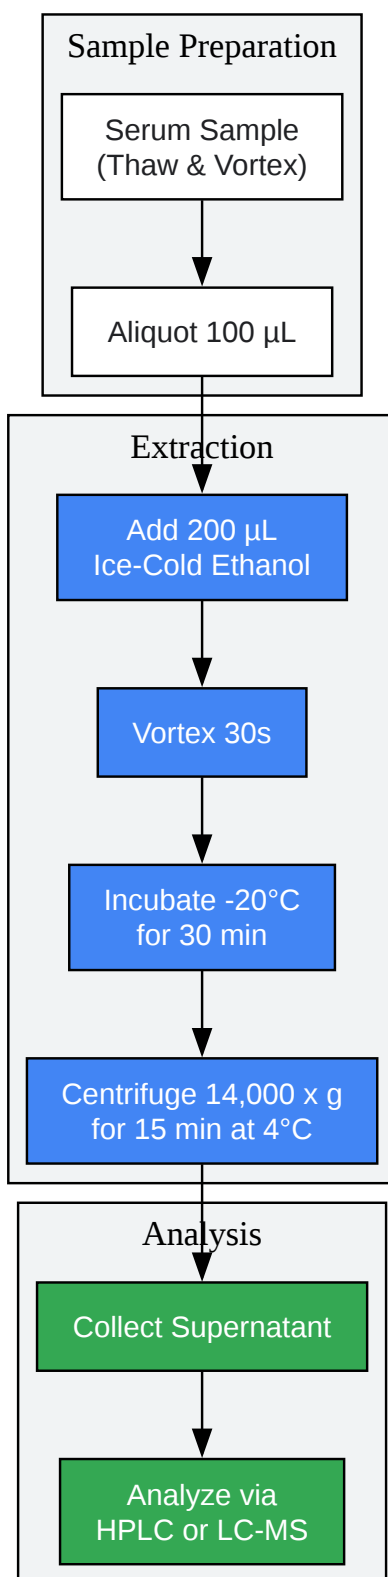 Sample Preparation
Serum Sample
(Thaw & Vortex)
Aliquot 100 µL
Extraction
Add 200 µL
Ice-Cold Ethanol
Vortex 30s
Incubate -20°C
for 30 min
Centrifuge 14,000 x g
for 15 min at 4°C
Analysis
Collect Supernatant
Analyze via
HPLC or LC-MS